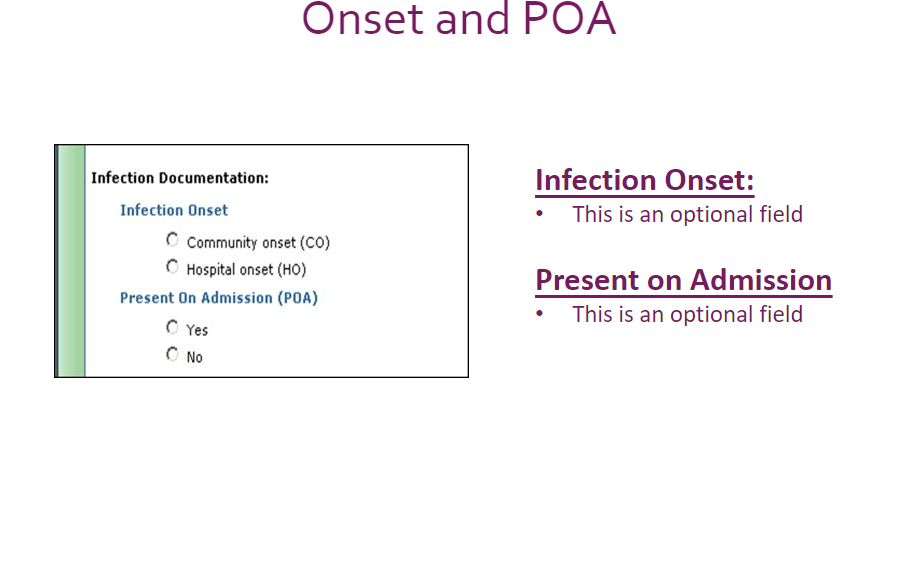 Onset and POA
Infection Documentation:
Infection Onset
Community onset (CO)
Hospital onset (HO)
Present On Admission (POA)
Yes
No
Infection Onset:
• This is an optional field
Present on Admission
• This is an optional field